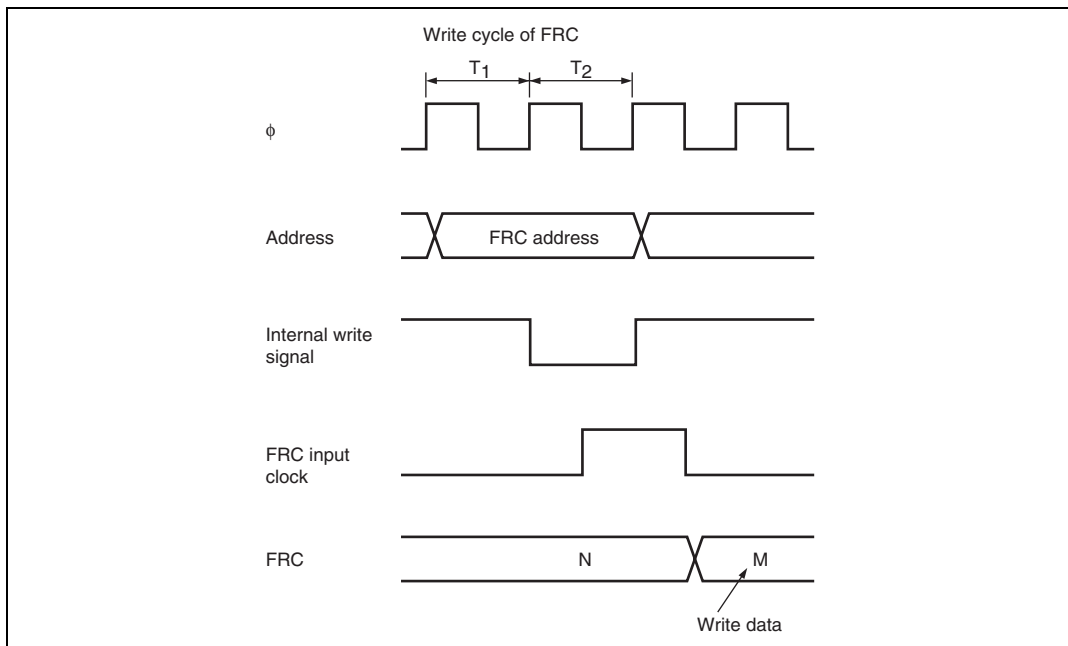 Write cycle of FRC
T1 T2
φ
Address
FRC address
Internal write
signal
FRC input
clock
FRC
N
M
Write data